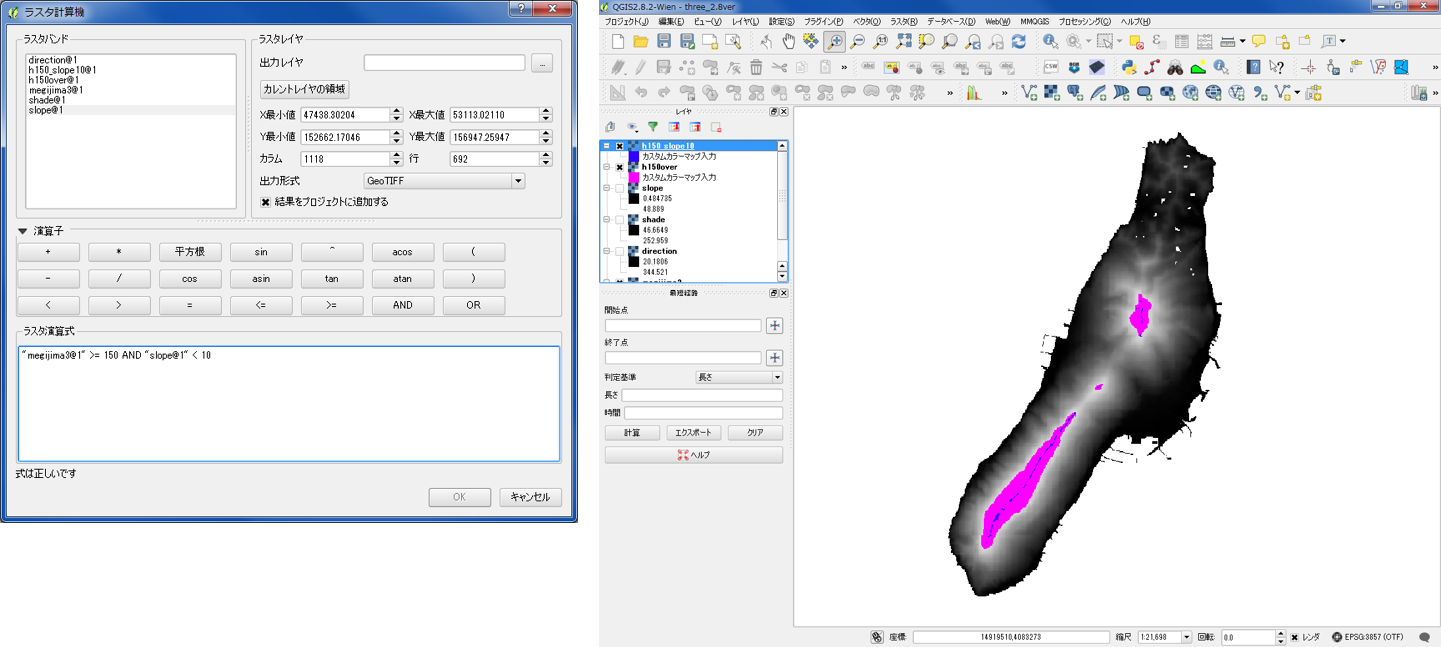 ラスタ計算機
ラスタバンド
direction@1
h150_slope10@1
h150over@1
megijima3@1
shade@1
slope@1
ラスタレイヤ
出力レイヤ
...
カレントレイヤの領域
X最小値 47438.30204 X最大値 53113.02110
Y最小値 152662.17046 Y最大値 156947.25947
カラム 1118 行 692
出力形式 GeoTIFF
結果をプロジェクトに追加する
演算子
+ * 平方根 sin ^ acos (
- / cos asin tan atan )
< > = <= >= AND OR
ラスタ演算式
"megijima3@1" >= 150 AND "slope@1" < 10
式は正しいです
OK キャンセル
QGIS2.8.2-Wien - three_2.8ver
プロジェクト(J) 編集(E) ビュー(V) レイヤ(L) 設定(S) プラグイン(P) ベクタ(O) ラスタ(R) データベース(D) Web(W) MMQGIS プロセッシング(C) ヘルプ(H)
レイヤ
h150_slope10
カスタムカラーマップ入力
h150over
カスタムカラーマップ入力
slope
0.484735
48.889
shade
46.6649
252.959
direction
20.1806
344.521
最短経路
開始点
終了点
判定基準 長さ
長さ
時間
計算 エクスポート クリア
ヘルプ
座標: 14919510,4083273 縮尺 1:21,698 回転: 0.0 レンダ EPSG:3857 (OTF)